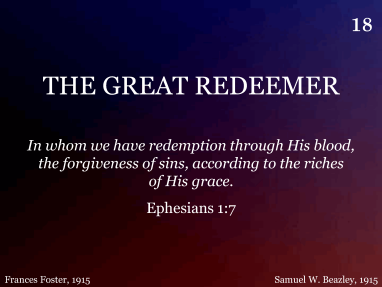 18
THE GREAT REDEEMER
In whom we have redemption through His blood,
the forgiveness of sins, according to the riches
of His grace.
Ephesians 1:7
Frances Foster, 1915
Samuel W. Beazley, 1915